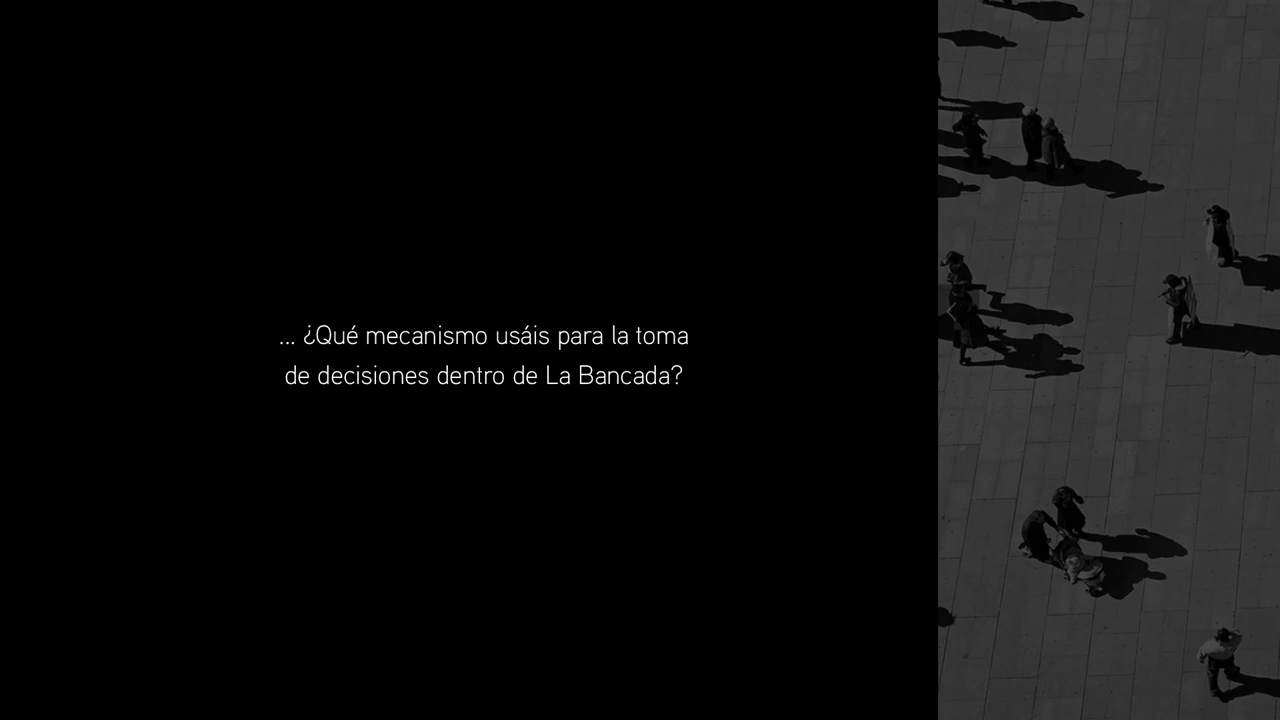 ... ¿Qué mecanismo usáis para la toma
de decisiones dentro de La Bancada?